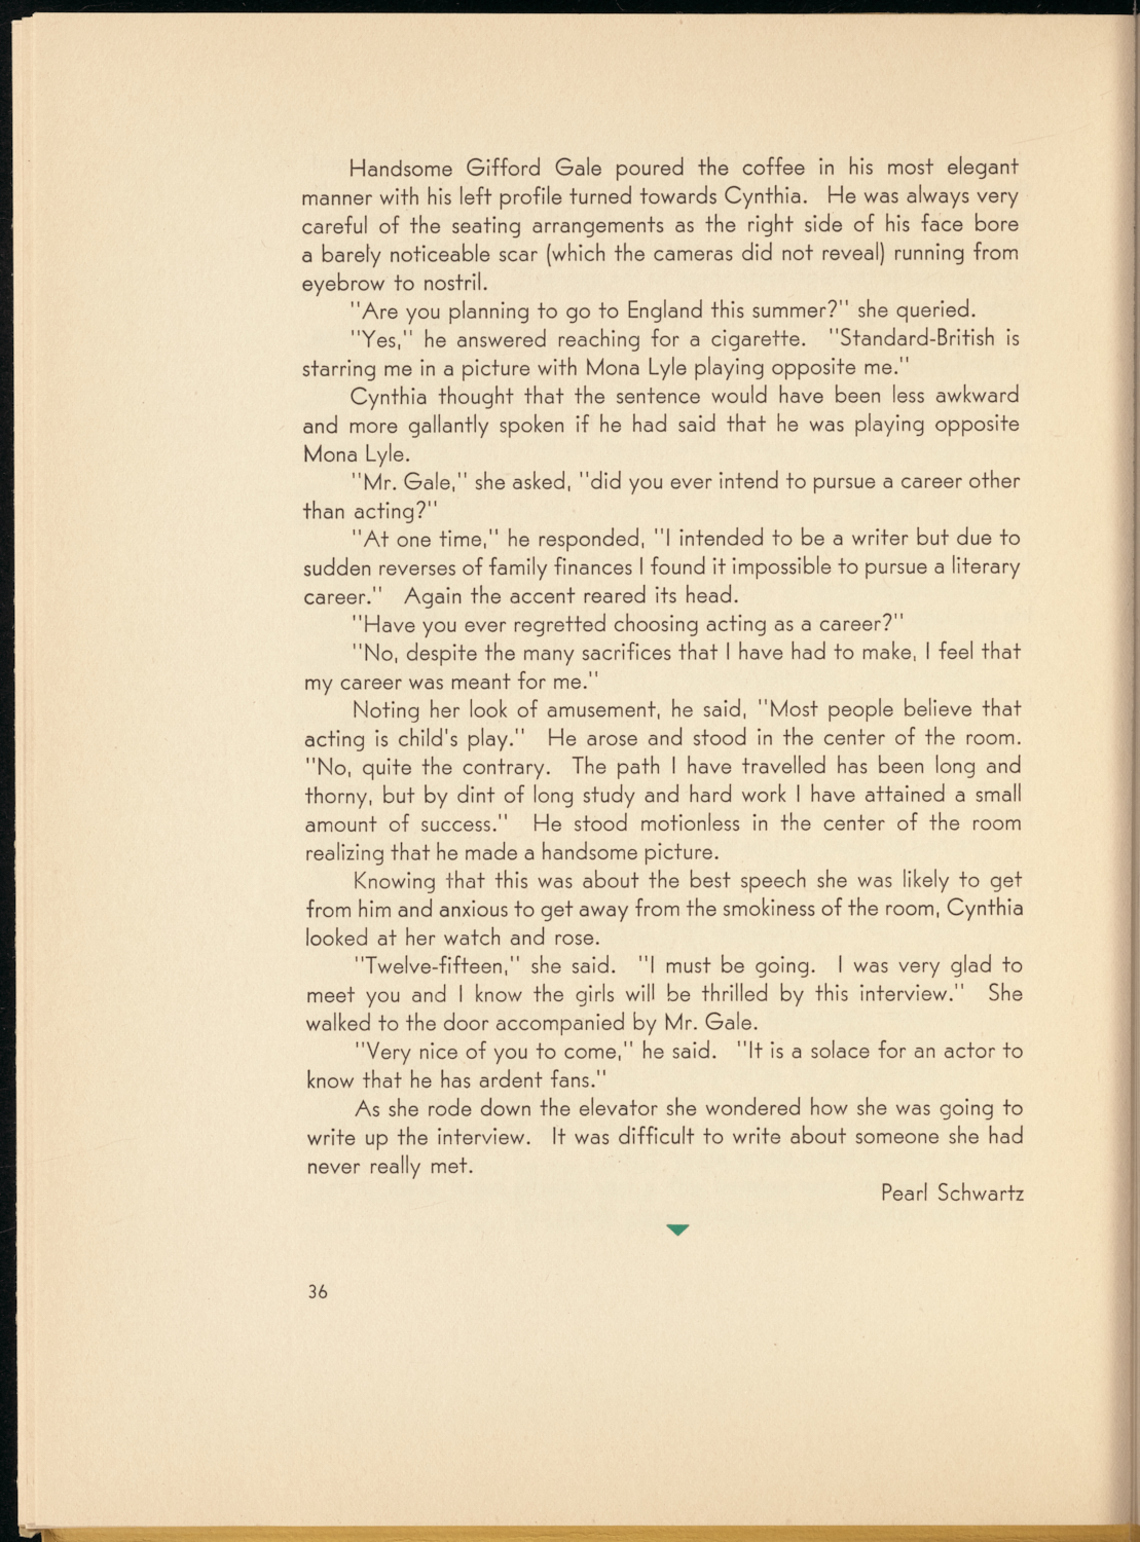 Handsome Gifford Gale poured the coffee in his most elegant
manner with his left profile turned towards Cynthia. He was always very
careful of the seating arrangements as the right side of his face bore
a barely noticeable scar (which the cameras did not reveal) running from
eyebrow to nostril.
"Are you planning to go to England this summer?" she queried.
"Yes," he answered reaching for a cigarette. "Standard-British is
starring me in a picture with Mona Lyle playing opposite me."
Cynthia thought that the sentence would have been less awkward
and more gallantly spoken if he had said that he was playing opposite
Mona Lyle.
"Mr. Gale," she asked, "did you ever intend to pursue a career other
than acting?"
"At one time," he responded, "I intended to be a writer but due to
sudden reverses of family finances I found it impossible to pursue a literary
career." Again the accent reared its head.
"Have you ever regretted choosing acting as a career?"
"No, despite the many sacrifices that I have had to make, I feel that
my career was meant for me."
Noting her look of amusement, he said, "Most people believe that
acting is child's play." He arose and stood in the center of the room.
"No, quite the contrary. The path I have travelled has been long and
thorny, but by dint of long study and hard work I have attained a small
amount of success." He stood motionless in the center of the room
realizing that he made a handsome picture.
Knowing that this was about the best speech she was likely to get
from him and anxious to get away from the smokiness of the room, Cynthia
looked at her watch and rose.
"Twelve-fifteen," she said. "I must be going. I was very glad to
meet you and I know the girls will be thrilled by this interview." She
walked to the door accompanied by Mr. Gale.
"Very nice of you to come," he said. "It is a solace for an actor to
know that he has ardent fans."
As she rode down the elevator she wondered how she was going to
write up the interview. It was difficult to write about someone she had
never really met.
Pearl Schwartz
36